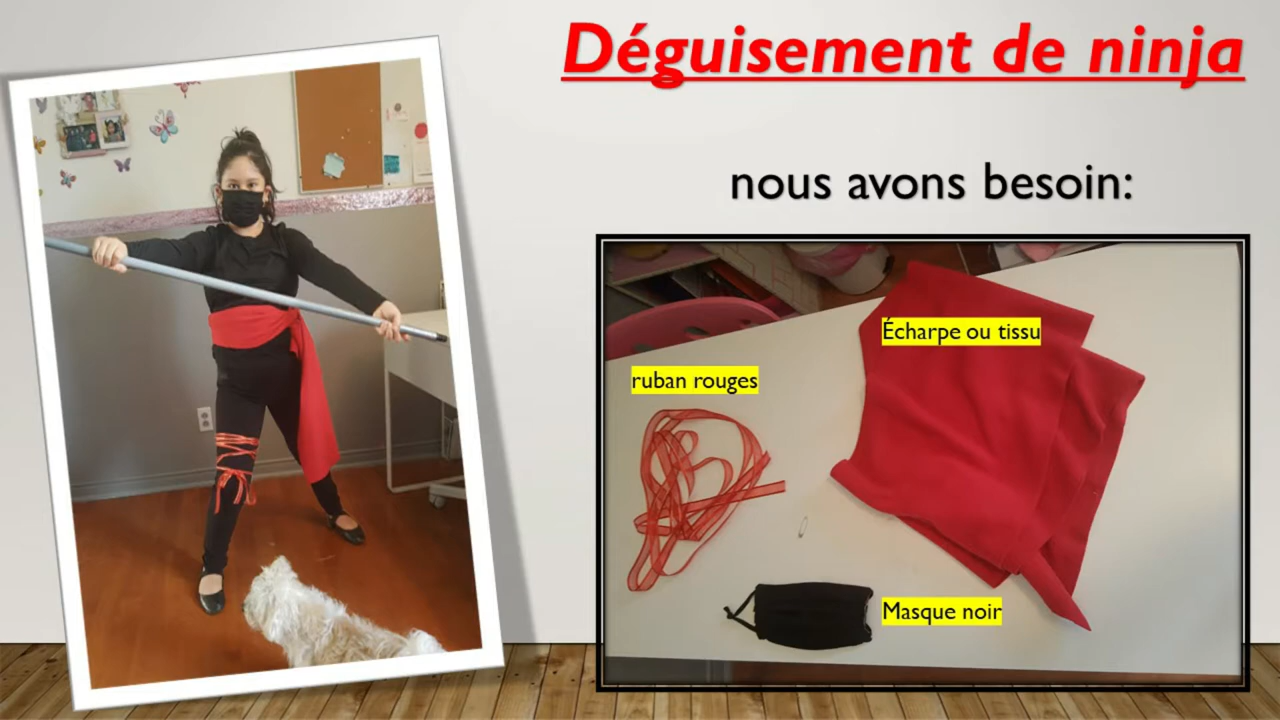 Déguisement de ninja
nous avons besoin:
Écharpe ou tissu
ruban rouges
Masque noir